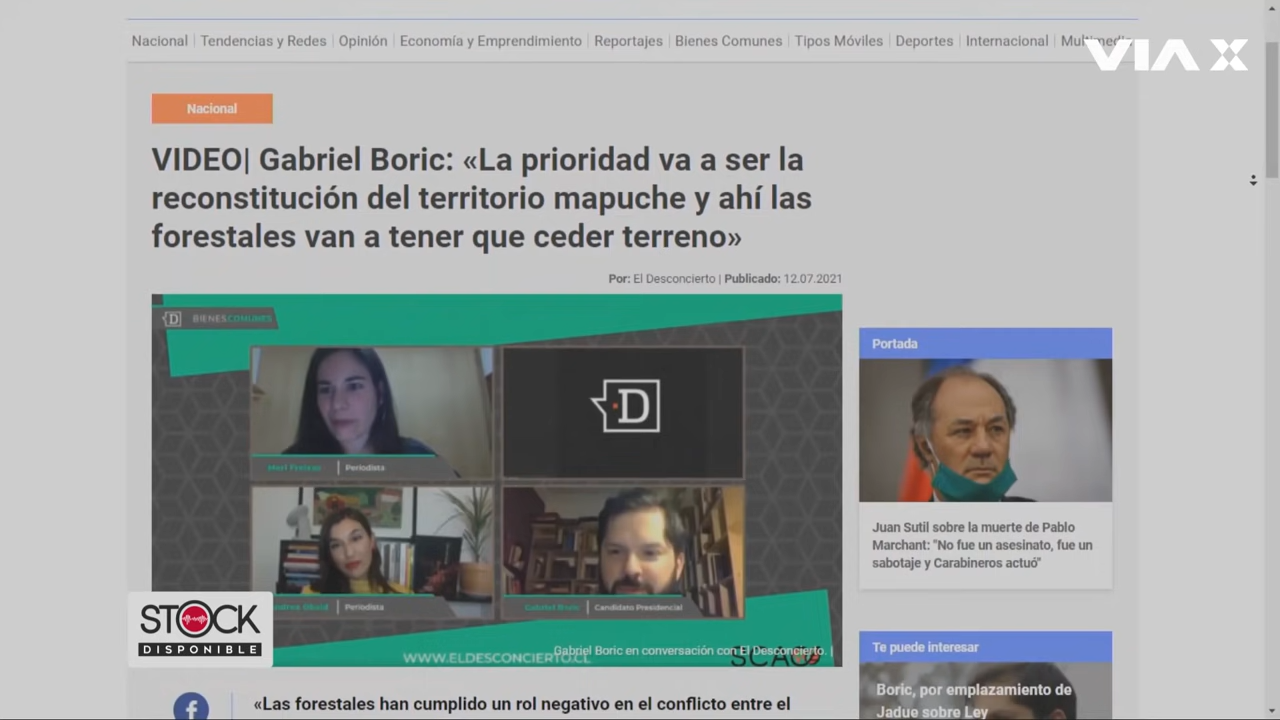 Nacional Tendencias y Redes Opinión Economía y Emprendimiento Reportajes Bienes Comunes Tipos Móviles Deportes Internacional Multimedia
VIA X
Nacional
VIDEO| Gabriel Boric: «La prioridad va a ser la
reconstitución del territorio mapuche y ahí las
forestales van a tener que ceder terreno»
Por: El Desconcierto | Publicado: 12.07.2021
D BIENESCOMUNES
D
Periodista
Periodista
Gabriel Boric Candidato Presidencial
Gabriel Boric en conversación con El Desconcierto. |
WWW.ELDESCONCIERTO.CL
STOCK
DISPONIBLE
«Las forestales han cumplido un rol negativo en el conflicto entre el
Portada
Juan Sutil sobre la muerte de Pablo
Marchant: "No fue un asesinato, fue un
sabotaje y Carabineros actuó"
Te puede interesar
Boric, por emplazamiento de
Jadue sobre Ley